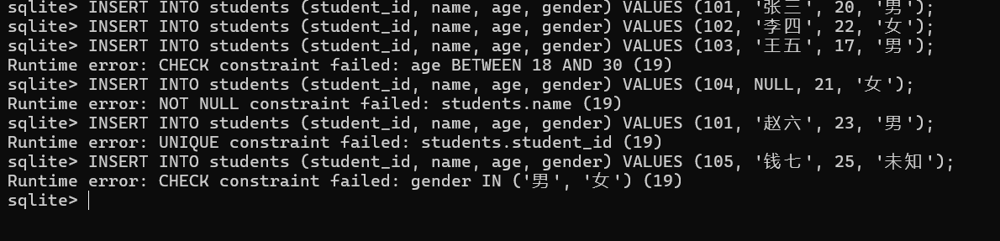 sqlite> INSERT INTO students (student_id, name, age, gender) VALUES (101, '张三', 20, '男');
sqlite> INSERT INTO students (student_id, name, age, gender) VALUES (102, '李四', 22, '女');
sqlite> INSERT INTO students (student_id, name, age, gender) VALUES (103, '王五', 17, '男');
Runtime error: CHECK constraint failed: age BETWEEN 18 AND 30 (19)
sqlite> INSERT INTO students (student_id, name, age, gender) VALUES (104, NULL, 21, '女');
Runtime error: NOT NULL constraint failed: students.name (19)
sqlite> INSERT INTO students (student_id, name, age, gender) VALUES (101, '赵六', 23, '男');
Runtime error: UNIQUE constraint failed: students.student_id (19)
sqlite> INSERT INTO students (student_id, name, age, gender) VALUES (105, '钱七', 25, '未知');
Runtime error: CHECK constraint failed: gender IN ('男', '女') (19)
sqlite>